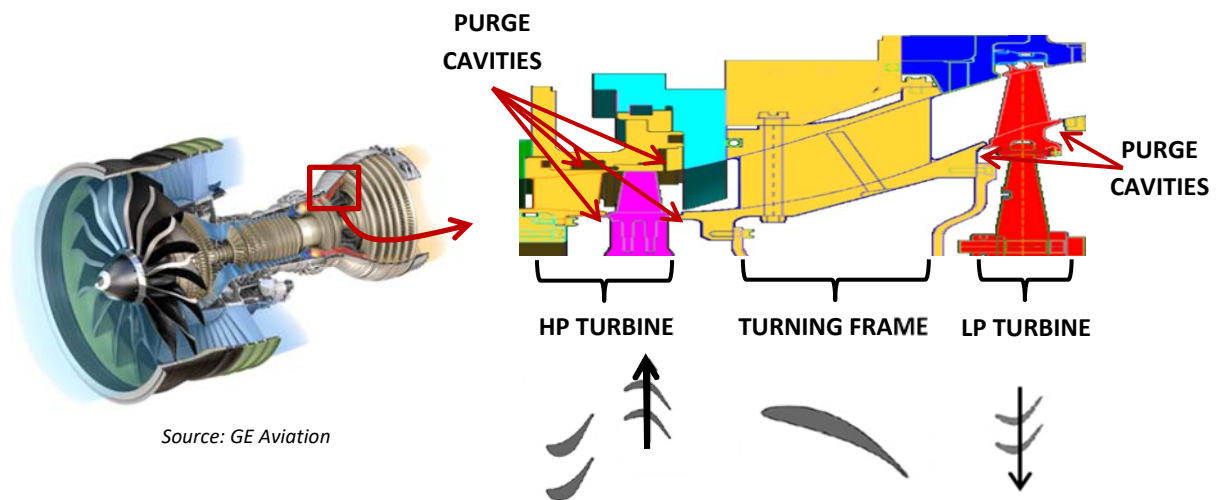 PURGE
CAVITIES
PURGE
CAVITIES
HP TURBINE
TURNING FRAME
LP TURBINE
Source: GE Aviation